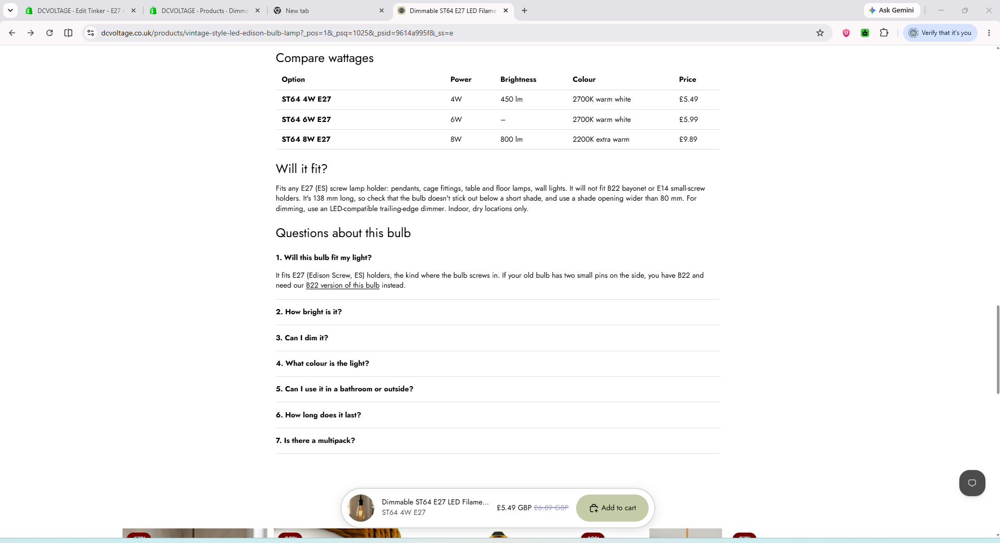 DCVOLTAGE · Edit Tinker - E27
DCVOLTAGE · Products · Dimma
New tab
Dimmable ST64 E27 LED Filame
Ask Gemini
dcvoltage.co.uk/products/vintage-style-led-edison-bulb-lamp?_pos=1&_psq=1025&_psid=9614a995f&_ss=e
Verify that it's you
Compare wattages
Option Power Brightness Colour Price
ST64 4W E27 4W 450 lm 2700K warm white £5.49
ST64 6W E27 6W – 2700K warm white £5.99
ST64 8W E27 8W 800 lm 2200K extra warm £9.89
Will it fit?
Fits any E27 (ES) screw lamp holder: pendants, cage fittings, table and floor lamps, wall lights. It will not fit B22 bayonet or E14 small-screw
holders. It's 138 mm long, so check that the bulb doesn't stick out below a short shade, and use a shade opening wider than 80 mm. For
dimming, use an LED-compatible trailing-edge dimmer. Indoor, dry locations only.
Questions about this bulb
1. Will this bulb fit my light?
It fits E27 (Edison Screw, ES) holders, the kind where the bulb screws in. If your old bulb has two small pins on the side, you have B22 and
need our B22 version of this bulb instead.
2. How bright is it?
3. Can I dim it?
4. What colour is the light?
5. Can I use it in a bathroom or outside?
6. How long does it last?
7. Is there a multipack?
Dimmable ST64 E27 LED Filame...
ST64 4W E27
£5.49 GBP £6.89 GBP
Add to cart